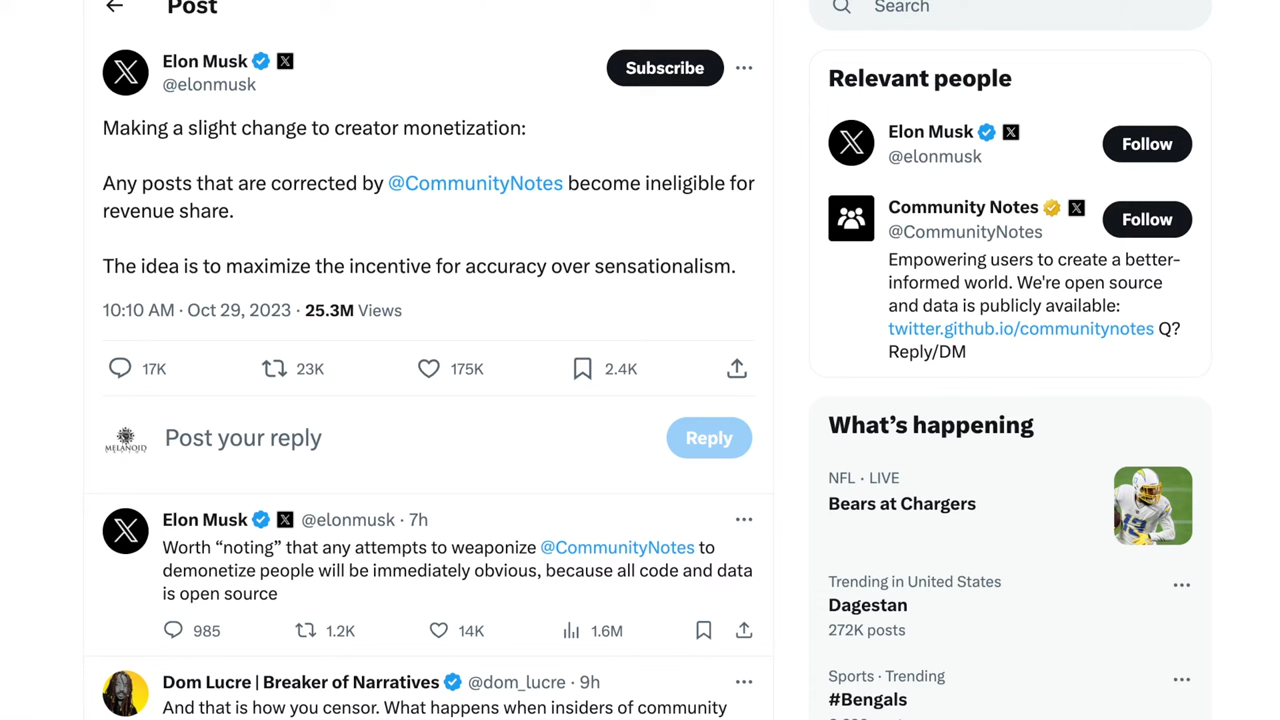 Post
Elon Musk
@elonmusk
Subscribe
Making a slight change to creator monetization:
Any posts that are corrected by @CommunityNotes become ineligible for
revenue share.
The idea is to maximize the incentive for accuracy over sensationalism.
10:10 AM · Oct 29, 2023 · 25.3M Views
17K 23K 175K 2.4K
MELANOID
Post your reply
Reply
Elon Musk @elonmusk · 7h
Worth “noting” that any attempts to weaponize @CommunityNotes to
demonetize people will be immediately obvious, because all code and data
is open source
985 1.2K 14K 1.6M
Dom Lucre | Breaker of Narratives @dom_lucre · 9h
And that is how you censor. What happens when insiders of community
Search
Relevant people
Elon Musk
@elonmusk
Follow
Community Notes
@CommunityNotes
Follow
Empowering users to create a better-
informed world. We're open source
and data is publicly available:
twitter.github.io/communitynotes Q?
Reply/DM
What’s happening
NFL · LIVE
Bears at Chargers
Trending in United States
Dagestan
272K posts
Sports · Trending
#Bengals